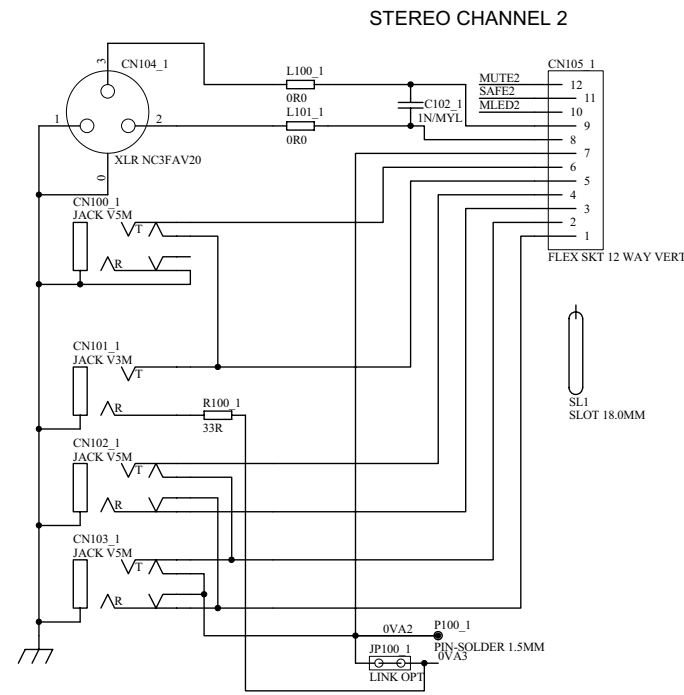 STEREO CHANNEL 2
CN104_1
3
1
2
0
XLR NC3FAV20
L100_1
0R0
L101_1
0R0
C102_1
1N/MYL
CN105_1
MUTE2
SAFE2
MLED2
12
11
10
9
8
7
6
5
4
3
2
1
FLEX SKT 12 WAY VERT
CN100_1
JACK V5M
T
R
CN101_1
JACK V3M
T
R
R100_1
33R
SL1
SLOT 18.0MM
CN102_1
JACK V5M
T
R
CN103_1
JACK V5M
T
R
0VA2
P100_1
PIN-SOLDER 1.5MM
JP100_1
0VA3
LINK OPT